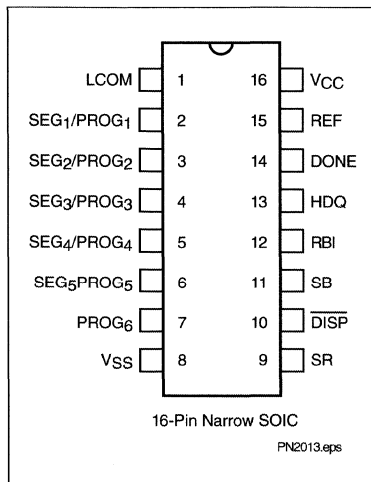 LCOM 1 16 VCC
SEG1/PROG1 2 15 REF
SEG2/PROG2 3 14 DONE
SEG3/PROG3 4 13 HDQ
SEG4/PROG4 5 12 RBI
SEG5PROG5 6 11 SB
PROG6 7 10 DISP
VSS 8 9 SR
16-Pin Narrow SOIC
PN2013.eps